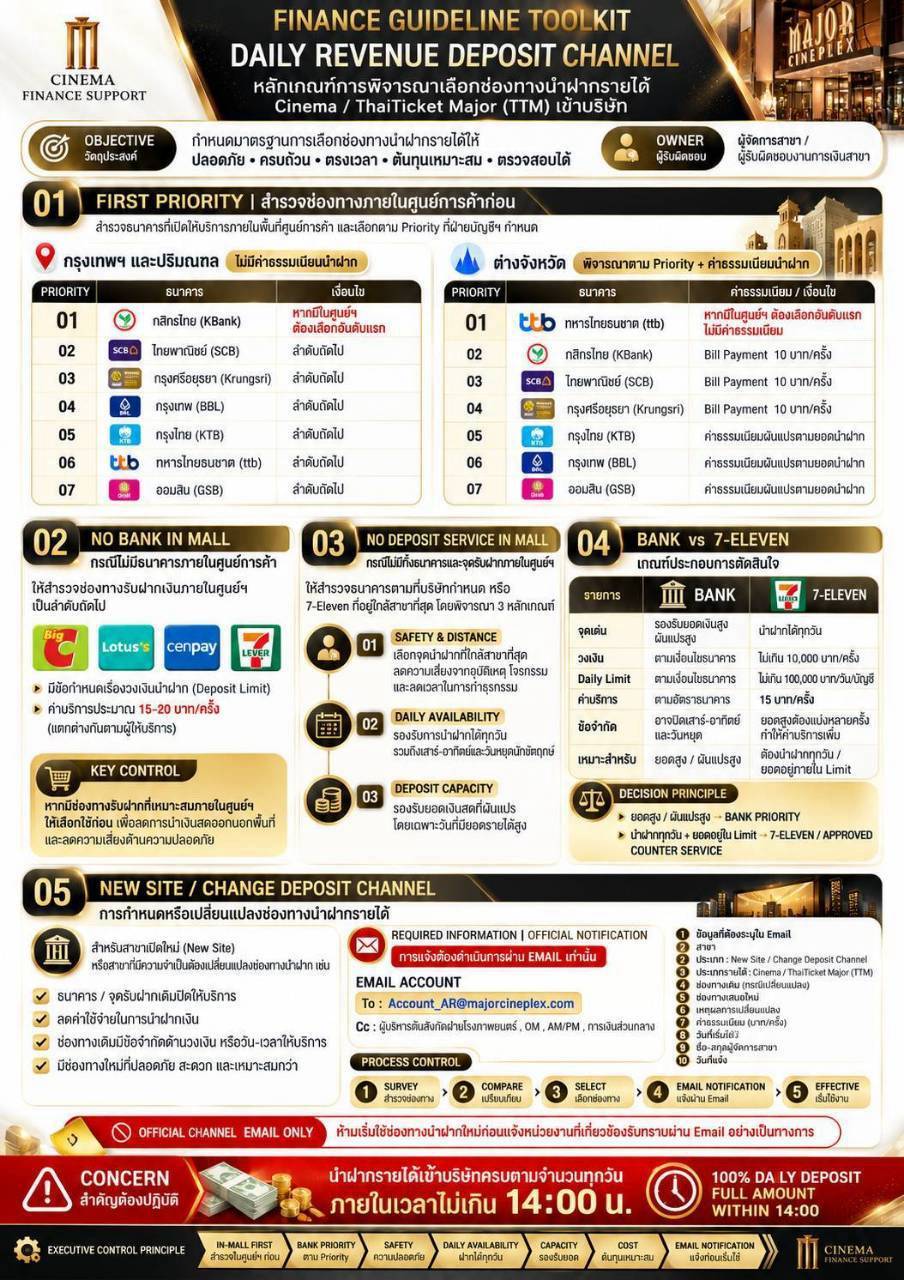 FINANCE GUIDELINE TOOLKIT
DAILY REVENUE DEPOSIT CHANNEL
หลักเกณฑ์การพิจารณาเลือกช่องทางนำฝากรายได้
Cinema / ThaiTicket Major (TTM) เข้าบริษัท
CINEMA
FINANCE SUPPORT
MAJOR
CINEPLEX
OBJECTIVE
วัตถุประสงค์
กำหนดมาตรฐานการเลือกช่องทางนำฝากรายได้ให้
ปลอดภัย • ครบถ้วน • ตรงเวลา • ต้นทุนเหมาะสม • ตรวจสอบได้
OWNER
ผู้รับผิดชอบ
ผู้จัดการสาขา /
ผู้รับผิดชอบงานการเงินสาขา
01 FIRST PRIORITY | สำรวจช่องทางภายในศูนย์การค้าก่อน
สำรวจธนาคารที่เปิดให้บริการภายในพื้นที่ศูนย์การค้า และเลือกตาม Priority ที่ฝ่ายบัญชีฯ กำหนด
กรุงเทพฯ และปริมณฑล ไม่มีค่าธรรมเนียมนำฝาก
PRIORITY ธนาคาร เงื่อนไข
01 กสิกรไทย (KBank) หากมีในศูนย์ฯ
ต้องเลือกอันดับแรก
02 SCB ไทยพาณิชย์ (SCB) ลำดับถัดไป
03 กรุงศรีอยุธยา (Krungsri) ลำดับถัดไป
04 กรุงเทพ (BBL) ลำดับถัดไป
05 KTB กรุงไทย (KTB) ลำดับถัดไป
06 ttb ทหารไทยธนชาต (ttb) ลำดับถัดไป
07 ออมสิน (GSB) ลำดับถัดไป
ต่างจังหวัด พิจารณาตาม Priority + ค่าธรรมเนียมนำฝาก
PRIORITY ธนาคาร ค่าธรรมเนียม / เงื่อนไข
01 ttb ทหารไทยธนชาต (ttb) หากมีในศูนย์ฯ ต้องเลือกอันดับแรก
ไม่มีค่าธรรมเนียม
02 กสิกรไทย (KBank) Bill Payment 10 บาท/ครั้ง
03 SCB ไทยพาณิชย์ (SCB) Bill Payment 10 บาท/ครั้ง
04 กรุงศรีอยุธยา (Krungsri) Bill Payment 10 บาท/ครั้ง
05 KTB กรุงไทย (KTB) ค่าธรรมเนียมผันแปรตามยอดนำฝาก
06 กรุงเทพ (BBL) ค่าธรรมเนียมผันแปรตามยอดนำฝาก
07 ออมสิน (GSB) ค่าธรรมเนียมผันแปรตามยอดนำฝาก
02 NO BANK IN MALL
กรณีไม่มีธนาคารภายในศูนย์การค้า
ให้สำรวจช่องทางรับฝากเงินภายในศูนย์ฯ
เป็นลำดับถัดไป
Big C Lotus's cenpay 7 LEVER
มีข้อกำหนดเรื่องวงเงินนำฝาก (Deposit Limit)
ค่าบริการประมาณ 15-20 บาท/ครั้ง
(แตกต่างกันตามผู้ให้บริการ)
KEY CONTROL
หากมีช่องทางรับฝากที่เหมาะสมภายในศูนย์ฯ
ให้เลือกใช้ก่อน เพื่อลดการนำเงินสดออกนอกพื้นที่
และลดความเสี่ยงด้านความปลอดภัย
03 NO DEPOSIT SERVICE IN MALL
กรณีไม่มีทั้งธนาคารและจุดรับฝากภายในศูนย์ฯ
ให้สำรวจธนาคารตามที่บริษัทกำหนด หรือ
7-Eleven ที่อยู่ใกล้สาขาที่สุด โดยพิจารณา 3 หลักเกณฑ์
01 SAFETY & DISTANCE
เลือกจุดนำฝากที่ใกล้สาขาที่สุด
ลดความเสี่ยงจากอุบัติเหตุ โจรกรรม
และลดเวลาในการทำธุรกรรม
02 DAILY AVAILABILITY
รองรับการนำฝากได้ทุกวัน
รวมถึงเสาร์-อาทิตย์และวันหยุดนักขัตฤกษ์
03 DEPOSIT CAPACITY
รองรับยอดเงินสดที่ผันแปร
โดยเฉพาะวันที่มียอดรายได้สูง
04 BANK vs 7-ELEVEN
เกณฑ์ประกอบการตัดสินใจ
รายการ BANK 7-ELEVEN
จุดเด่น รองรับยอดเงินสูง
ผันแปรสูง นำฝากได้ทุกวัน
วงเงิน ตามเงื่อนไขธนาคาร ไม่เกิน 10,000 บาท/ครั้ง
Daily Limit ตามเงื่อนไขธนาคาร ไม่เกิน 100,000 บาท/วัน/บัญชี
ค่าบริการ ตามอัตราธนาคาร 15 บาท/ครั้ง
ข้อจำกัด อาจปิดเสาร์-อาทิตย์
และวันหยุด ยอดสูงต้องแบ่งหลายครั้ง
ทำให้ค่าบริการเพิ่ม
เหมาะสำหรับ ยอดสูง / ผันแปรสูง ต้องนำฝากทุกวัน /
ยอดอยู่ภายใน Limit
DECISION PRINCIPLE
ยอดสูง / ผันแปรสูง → BANK PRIORITY
นำฝากทุกวัน + ยอดอยู่ใน Limit → 7-ELEVEN / APPROVED
COUNTER SERVICE
05 NEW SITE / CHANGE DEPOSIT CHANNEL
การกำหนดหรือเปลี่ยนแปลงช่องทางนำฝากรายได้
สำหรับสาขาเปิดใหม่ (New Site)
หรือสาขาที่มีความจำเป็นต้องเปลี่ยนแปลงช่องทางนำฝาก เช่น
ธนาคาร / จุดรับฝากเดิมปิดให้บริการ
ลดค่าใช้จ่ายในการนำฝากเงิน
ช่องทางเดิมมีข้อจำกัดด้านวงเงิน หรือวัน-เวลาให้บริการ
มีช่องทางใหม่ที่ปลอดภัย สะดวก และเหมาะสมกว่า
REQUIRED INFORMATION | OFFICIAL NOTIFICATION
การแจ้งต้องดำเนินการผ่าน EMAIL เท่านั้น
EMAIL ACCOUNT
To : Account_AR@majorcineplex.com
Cc : ผู้บริหารต้นสังกัดฝ่ายโรงภาพยนตร์ , OM , AM/PM , การเงินส่วนกลาง
1 ข้อมูลที่ต้องระบุใน Email
2 สาขา
2 ประเภท : New Site / Change Deposit Channel
3 ประเภทรายได้ : Cinema / ThaiTicket Major (TTM)
4 ช่องทางเดิม (กรณีเปลี่ยนแปลง)
5 ช่องทางเสนอใหม่
6 เหตุผลการเปลี่ยนแปลง
7 ค่าธรรมเนียม (บาท/ครั้ง)
8 วันที่เริ่มใช้
9 ชื่อ-สกุลผู้จัดการสาขา
10 วันที่แจ้ง
PROCESS CONTROL
1 SURVEY
สำรวจช่องทาง
2 COMPARE
เปรียบเทียบ
3 SELECT
เลือกช่องทาง
4 EMAIL NOTIFICATION
แจ้งผ่าน Email
5 EFFECTIVE
เริ่มใช้งาน
OFFICIAL CHANNEL EMAIL ONLY ห้ามเริ่มใช้ช่องทางนำฝากใหม่ก่อนแจ้งหน่วยงานที่เกี่ยวข้องรับทราบผ่าน Email อย่างเป็นทางการ
CONCERN
สำคัญต้องปฏิบัติ
นำฝากรายได้เข้าบริษัทครบตามจำนวนทุกวัน
ภายในเวลาไม่เกิน 14:00 น.
100% DA LY DEPOSIT
FULL AMOUNT
WITHIN 14:00
EXECUTIVE CONTROL PRINCIPLE
IN-MALL FIRST
สำรวจในศูนย์ฯ ก่อน
BANK PRIORITY
ตาม Priority
SAFETY
ความปลอดภัย
DAILY AVAILABILITY
ฝากได้ทุกวัน
CAPACITY
รองรับยอด
COST
ต้นทุนเหมาะสม
EMAIL NOTIFICATION
แจ้งก่อนเริ่มใช้
CINEMA
FINANCE SUPPORT